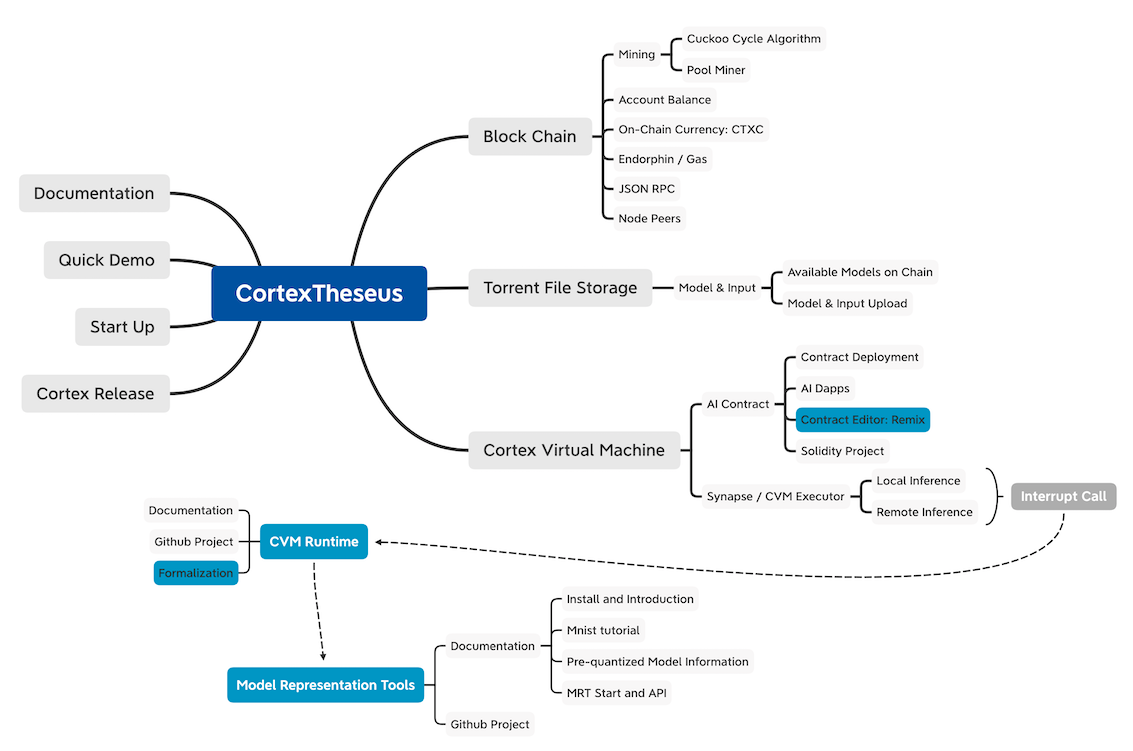 CortexTheseus
Documentation
Quick Demo
Start Up
Cortex Release
Block Chain
Mining
Cuckoo Cycle Algorithm
Pool Miner
Account Balance
On-Chain Currency: CTXC
Endorphin / Gas
JSON RPC
Node Peers
Torrent File Storage
Model & Input
Available Models on Chain
Model & Input Upload
Cortex Virtual Machine
AI Contract
Contract Deployment
AI Dapps
Contract Editor: Remix
Solidity Project
Synapse / CVM Executor
Local Inference
Remote Inference
Interrupt Call
CVM Runtime
Documentation
Github Project
Formalization
Model Representation Tools
Documentation
Install and Introduction
Mnist tutorial
Pre-quantized Model Information
MRT Start and API
Github Project